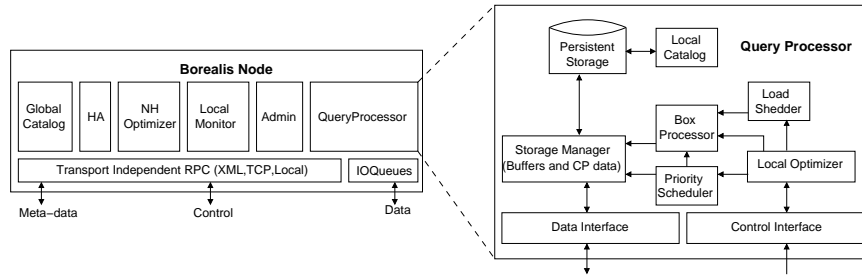 Borealis Node
Global
Catalog
HA
NH
Optimizer
Local
Monitor
Admin
QueryProcessor
Transport Independent RPC (XML,TCP,Local)
IOQueues
Meta−data
Control
Data
Query Processor
Persistent
Storage
Local
Catalog
Load
Shedder
Box
Processor
Storage Manager
(Buffers and CP data)
Priority
Scheduler
Local Optimizer
Data Interface
Control Interface